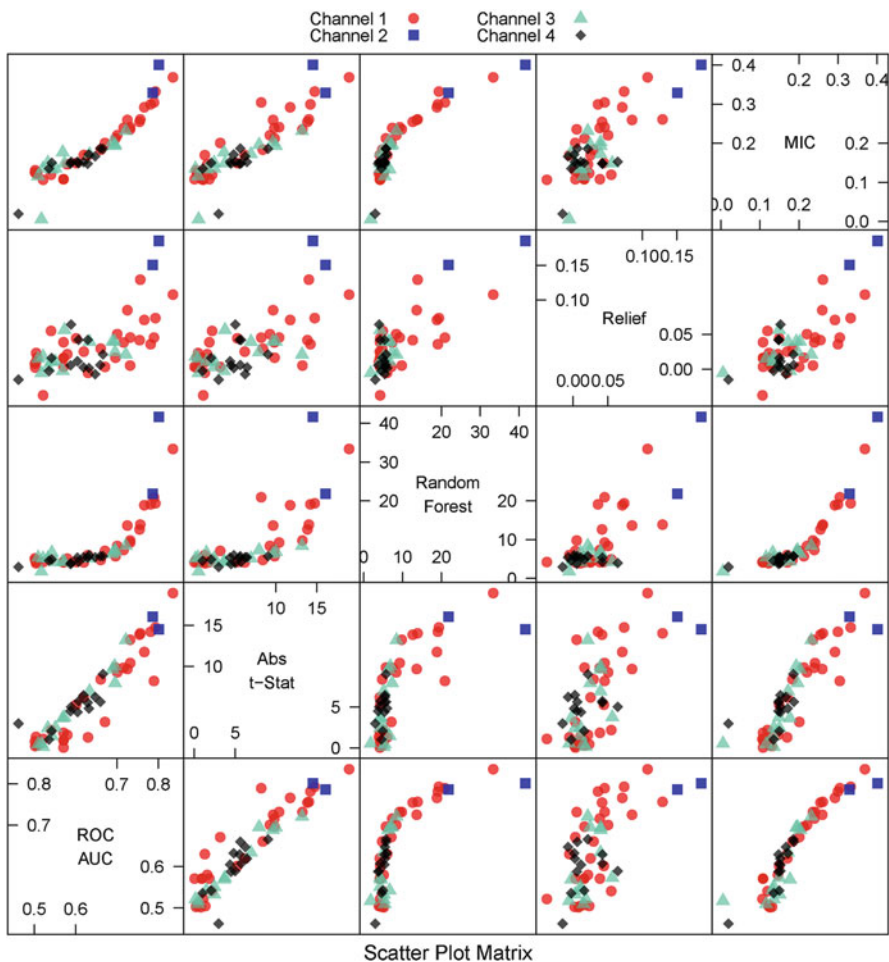 Channel 1 Channel 3
Channel 2 Channel 4
0.2 0.3 0.4
0.4
0.3
0.2
MIC
0.2
0.1
0.0 0.1 0.2
0.0
0.10 0.15
0.15
0.10
Relief
0.05
0.00
0.00 0.05
20 30 40
40
30
20
Random
Forest
20
10
0
0 10 20
10 15
15
10
Abs
t−Stat
5
0
0 5
0.7 0.8
0.8
0.7
ROC
AUC
0.6
0.5
0.5 0.6
Scatter Plot Matrix